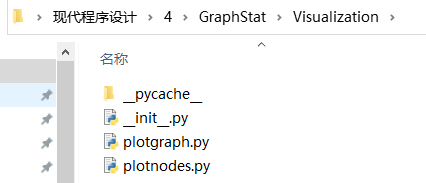 现代程序设计 > 4 > GraphStat > Visualization >
名称
__pycache__
__init__.py
plotgraph.py
plotnodes.py